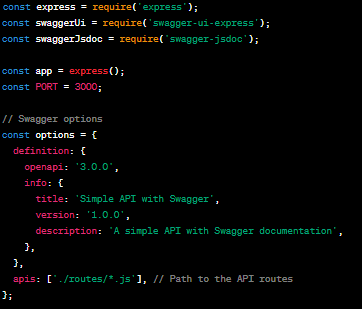 const express = require('express');
const swaggerUi = require('swagger-ui-express');
const swaggerJsdoc = require('swagger-jsdoc');

const app = express();
const PORT = 3000;

// Swagger options
const options = {
  definition: {
    openapi: '3.0.0',
    info: {
      title: 'Simple API with Swagger',
      version: '1.0.0',
      description: 'A simple API with Swagger documentation',
    },
  },
  apis: ['./routes/*.js'], // Path to the API routes
};